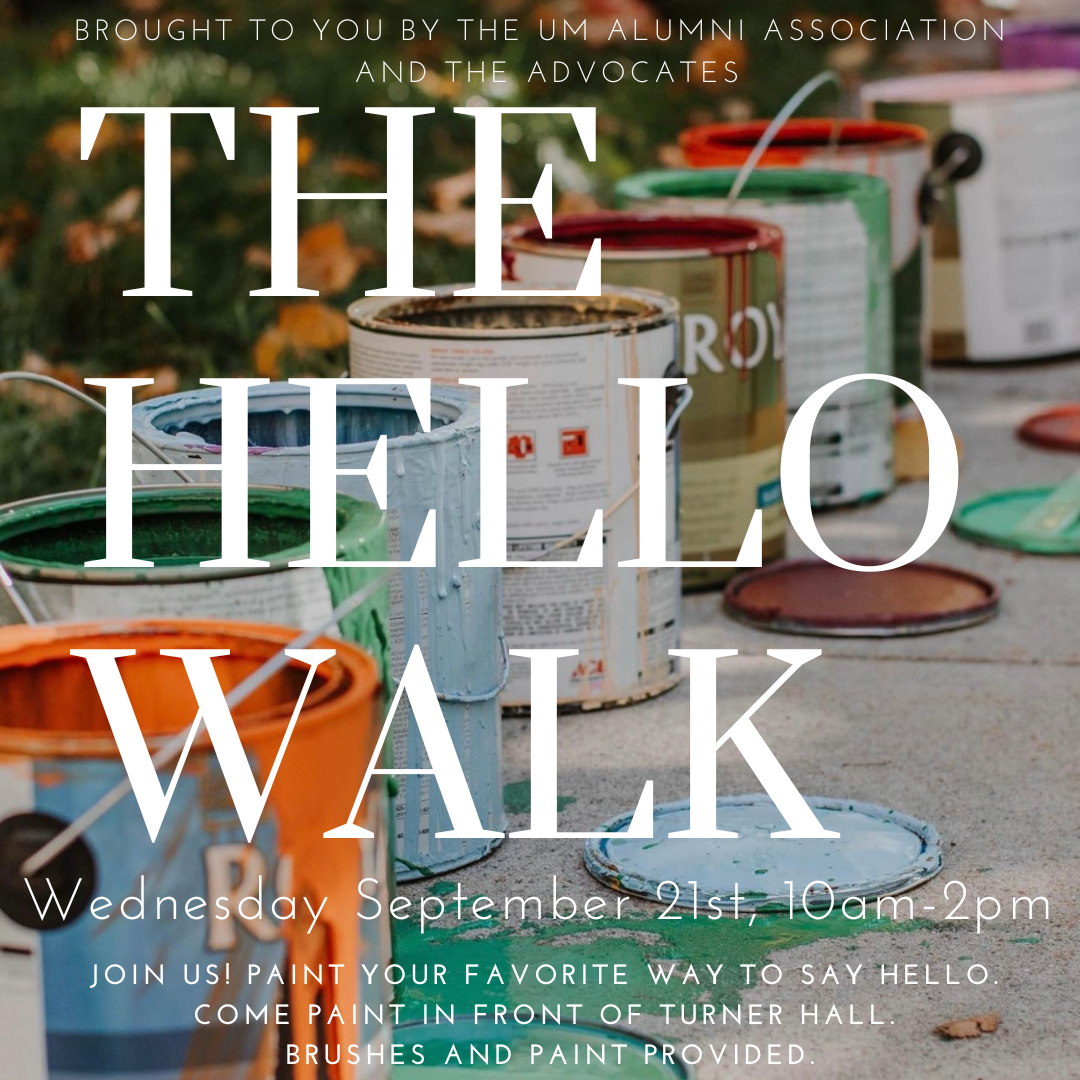 BROUGHT TO YOU BY THE UM ALUMNI ASSOCIATION
AND THE ADVOCATES
THE
HELLO
WALK
Wednesday September 21st, 10am-2pm
JOIN US! PAINT YOUR FAVORITE WAY TO SAY HELLO.
COME PAINT IN FRONT OF TURNER HALL.
BRUSHES AND PAINT PROVIDED.